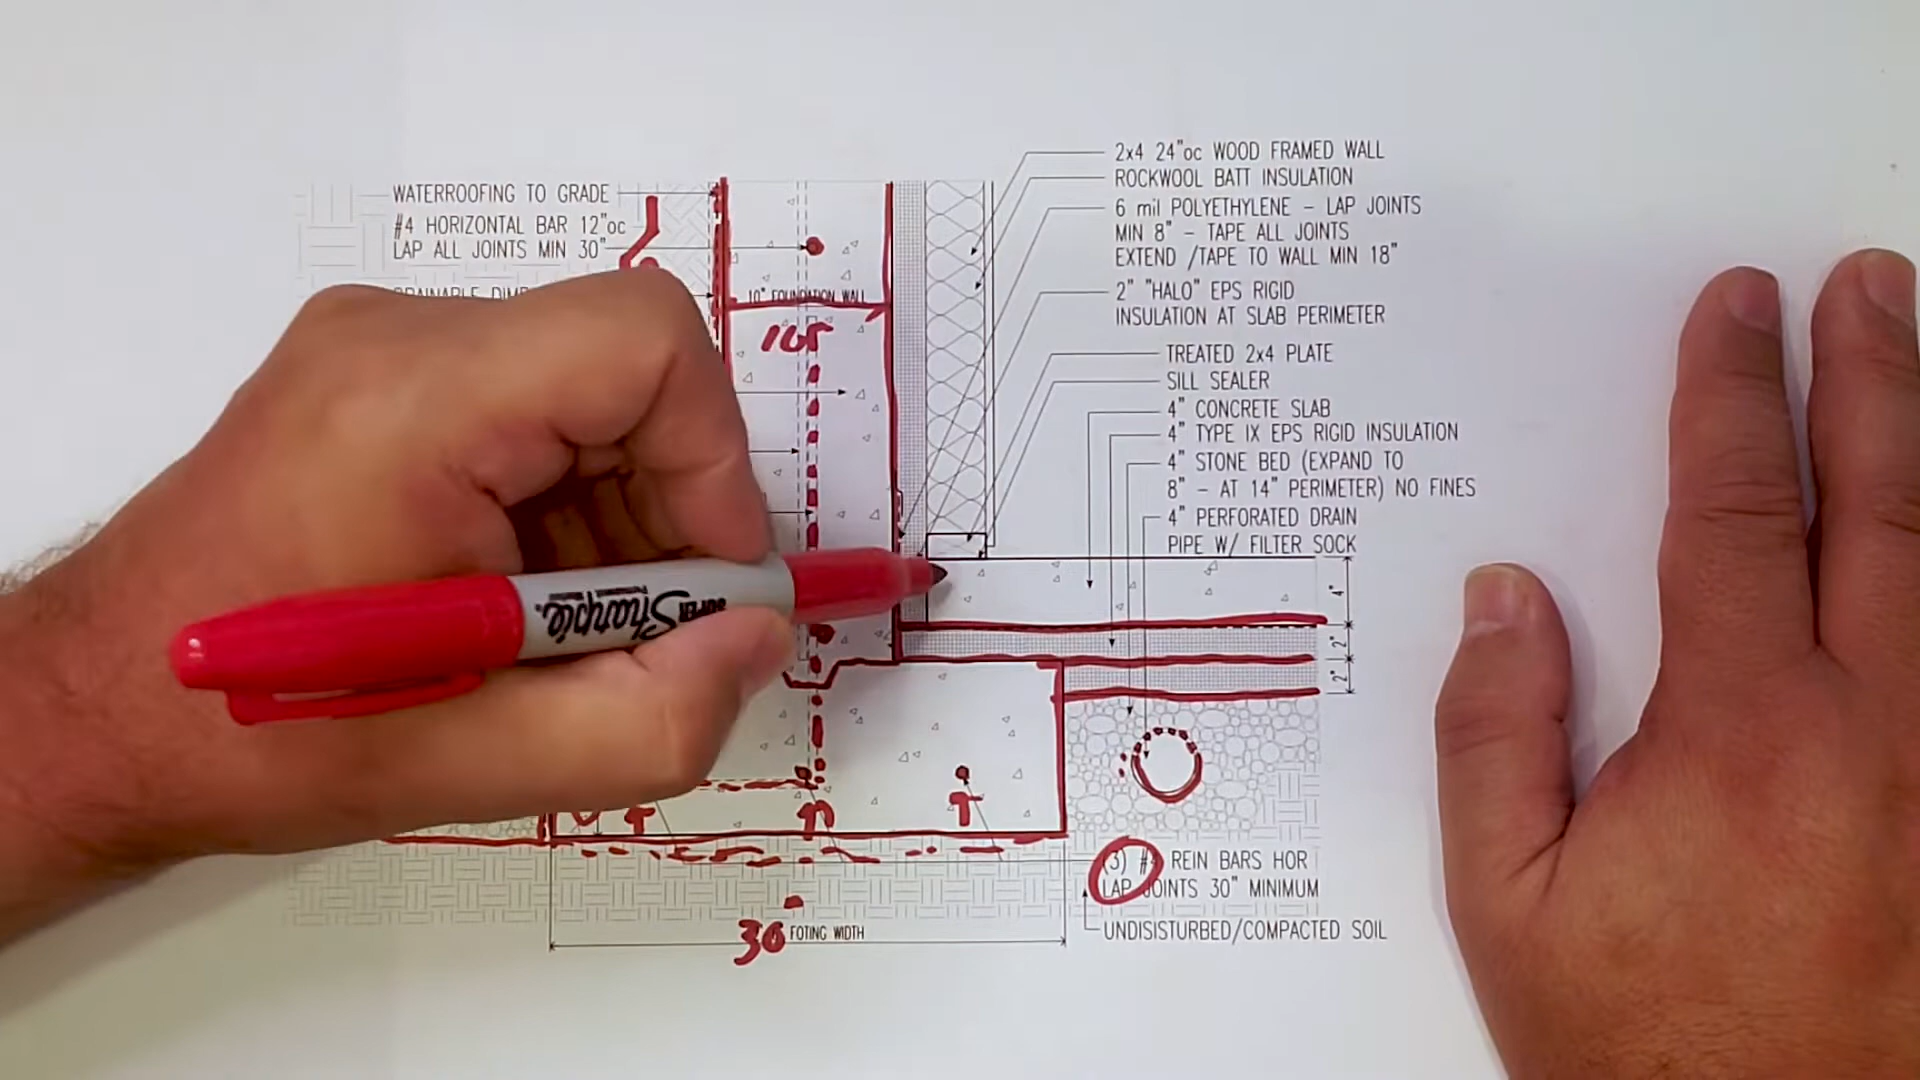 WATERROOFING TO GRADE
#4 HORIZONTAL BAR 12"oc
LAP ALL JOINTS MIN 30"
10" FOUNDATION WALL
2x4 24"oc WOOD FRAMED WALL
ROCKWOOL BATT INSULATION
6 mil POLYETHYLENE - LAP JOINTS
MIN 8" - TAPE ALL JOINTS
EXTEND /TAPE TO WALL MIN 18"
2" "HALO" EPS RIGID
INSULATION AT SLAB PERIMETER
TREATED 2x4 PLATE
SILL SEALER
4" CONCRETE SLAB
4" TYPE IX EPS RIGID INSULATION
4" STONE BED (EXPAND TO
8" - AT 14" PERIMETER) NO FINES
4" PERFORATED DRAIN
PIPE W/ FILTER SOCK
4"
2"
2"
SUPER
Sharpie.
(3) #4 REIN BARS HOR
LAP JOINTS 30" MINIMUM
UNDISISTURBED/COMPACTED SOIL
30" FOTING WIDTH